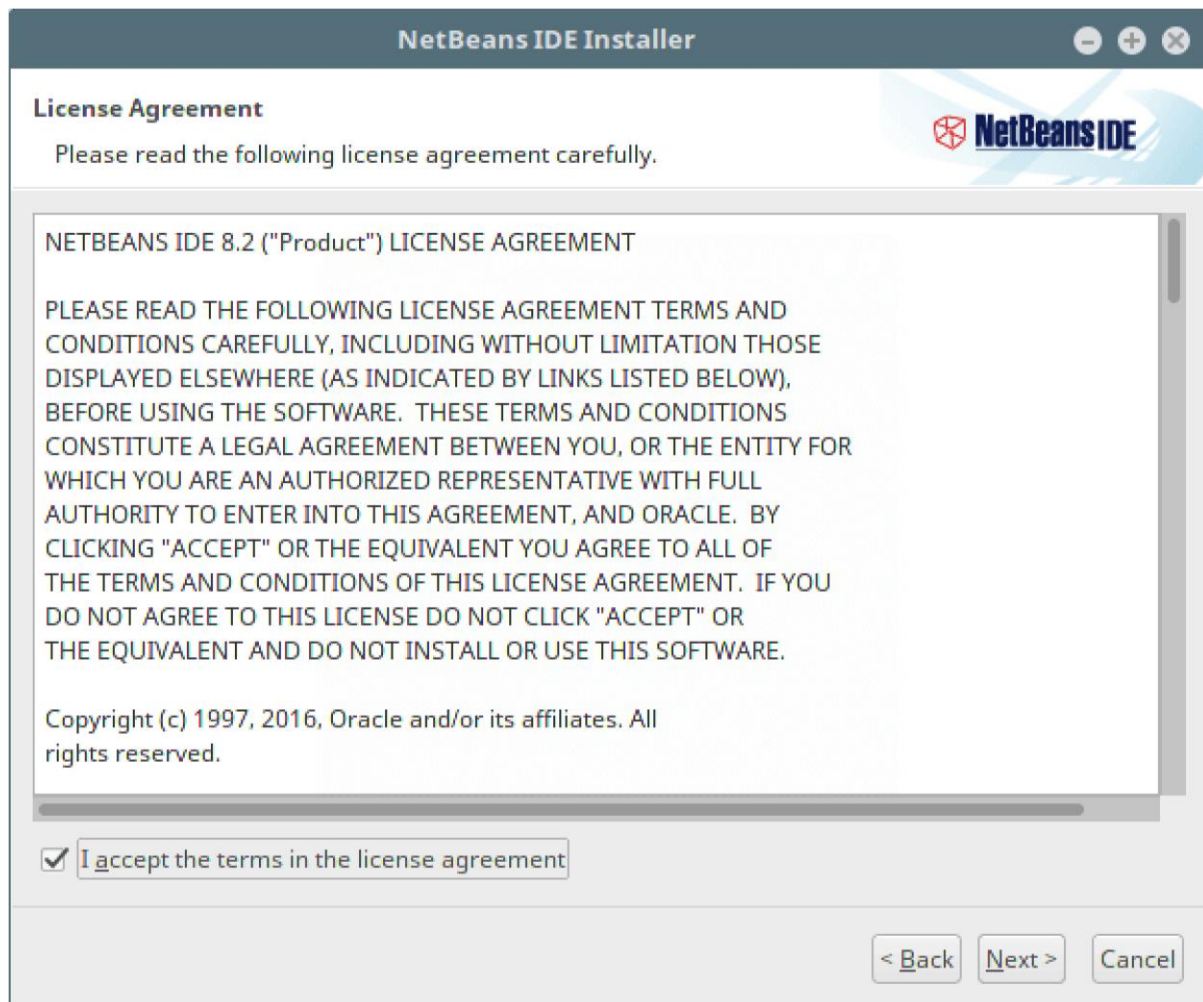 NetBeans IDE Installer
License Agreement
Please read the following license agreement carefully.
NetBeans IDE
NETBEANS IDE 8.2 ("Product") LICENSE AGREEMENT
PLEASE READ THE FOLLOWING LICENSE AGREEMENT TERMS AND
CONDITIONS CAREFULLY, INCLUDING WITHOUT LIMITATION THOSE
DISPLAYED ELSEWHERE (AS INDICATED BY LINKS LISTED BELOW),
BEFORE USING THE SOFTWARE.  THESE TERMS AND CONDITIONS
CONSTITUTE A LEGAL AGREEMENT BETWEEN YOU, OR THE ENTITY FOR
WHICH YOU ARE AN AUTHORIZED REPRESENTATIVE WITH FULL
AUTHORITY TO ENTER INTO THIS AGREEMENT, AND ORACLE.  BY
CLICKING "ACCEPT" OR THE EQUIVALENT YOU AGREE TO ALL OF
THE TERMS AND CONDITIONS OF THIS LICENSE AGREEMENT.  IF YOU
DO NOT AGREE TO THIS LICENSE DO NOT CLICK "ACCEPT" OR
THE EQUIVALENT AND DO NOT INSTALL OR USE THIS SOFTWARE.
Copyright (c) 1997, 2016, Oracle and/or its affiliates. All
rights reserved.
I accept the terms in the license agreement
< Back Next > Cancel